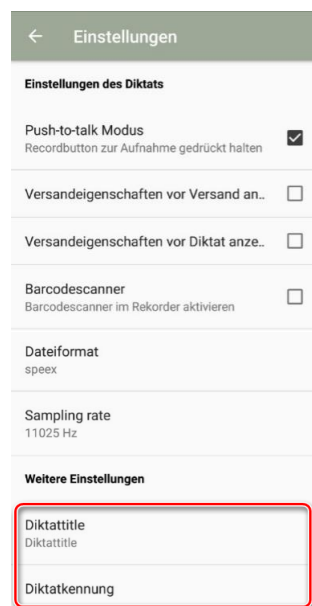 Einstellungen
Einstellungen des Diktats
Push-to-talk Modus
Recordbutton zur Aufnahme gedrückt halten
Versandeigenschaften vor Versand an..
Versandeigenschaften vor Diktat anze..
Barcodescanner
Barcodescanner im Rekorder aktivieren
Dateiformat
speex
Sampling rate
11025 Hz
Weitere Einstellungen
Diktattitle
Diktattitle
Diktatkennung